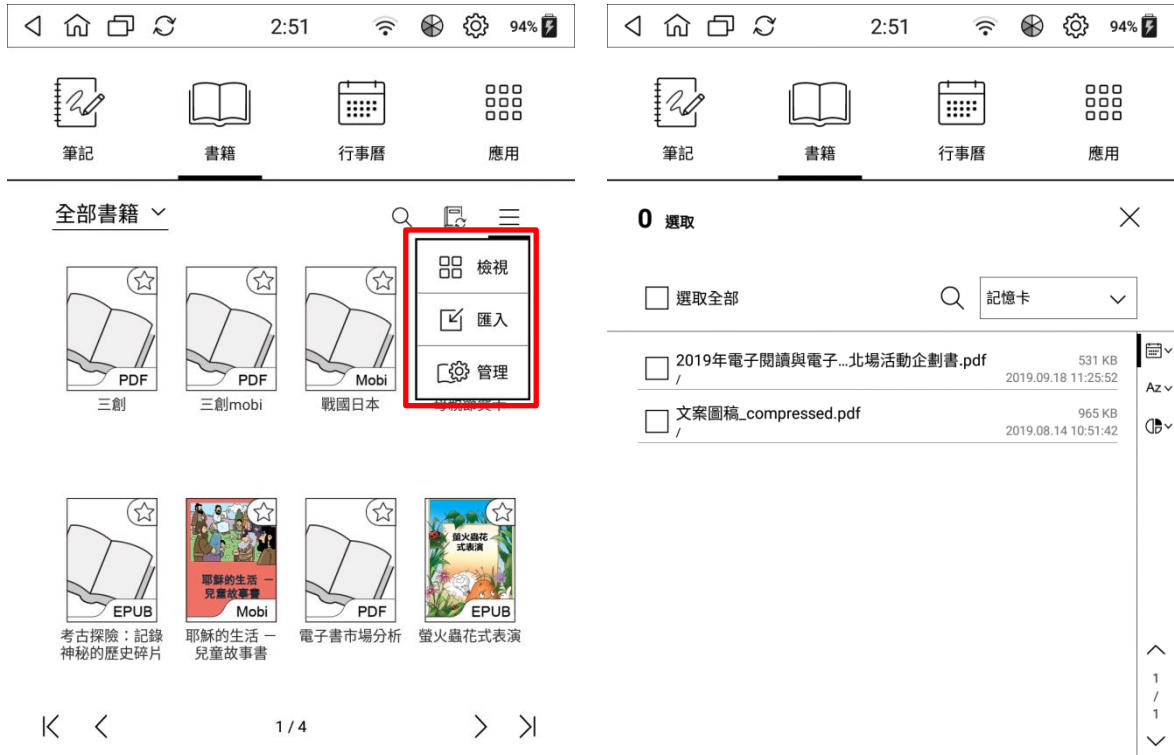 2:51
94%
筆記
書籍
行事曆
應用
全部書籍
檢視
匯入
管理
PDF
PDF
Mobi
三創
三創mobi
戰國日本
EPUB
耶穌的生活 —
兒童故事書
Mobi
PDF
螢火蟲花
式表演
EPUB
考古探險：記錄
神秘的歷史碎片
耶穌的生活 —
兒童故事書
電子書市場分析
螢火蟲花式表演
1 / 4
2:51
94%
筆記
書籍
行事曆
應用
0 選取
選取全部
記憶卡
2019年電子閱讀與電子...北場活動企劃書.pdf
531 KB
/
2019.09.18 11:25:52
Az
文案圖稿_compressed.pdf
965 KB
/
2019.08.14 10:51:42
1
/
1